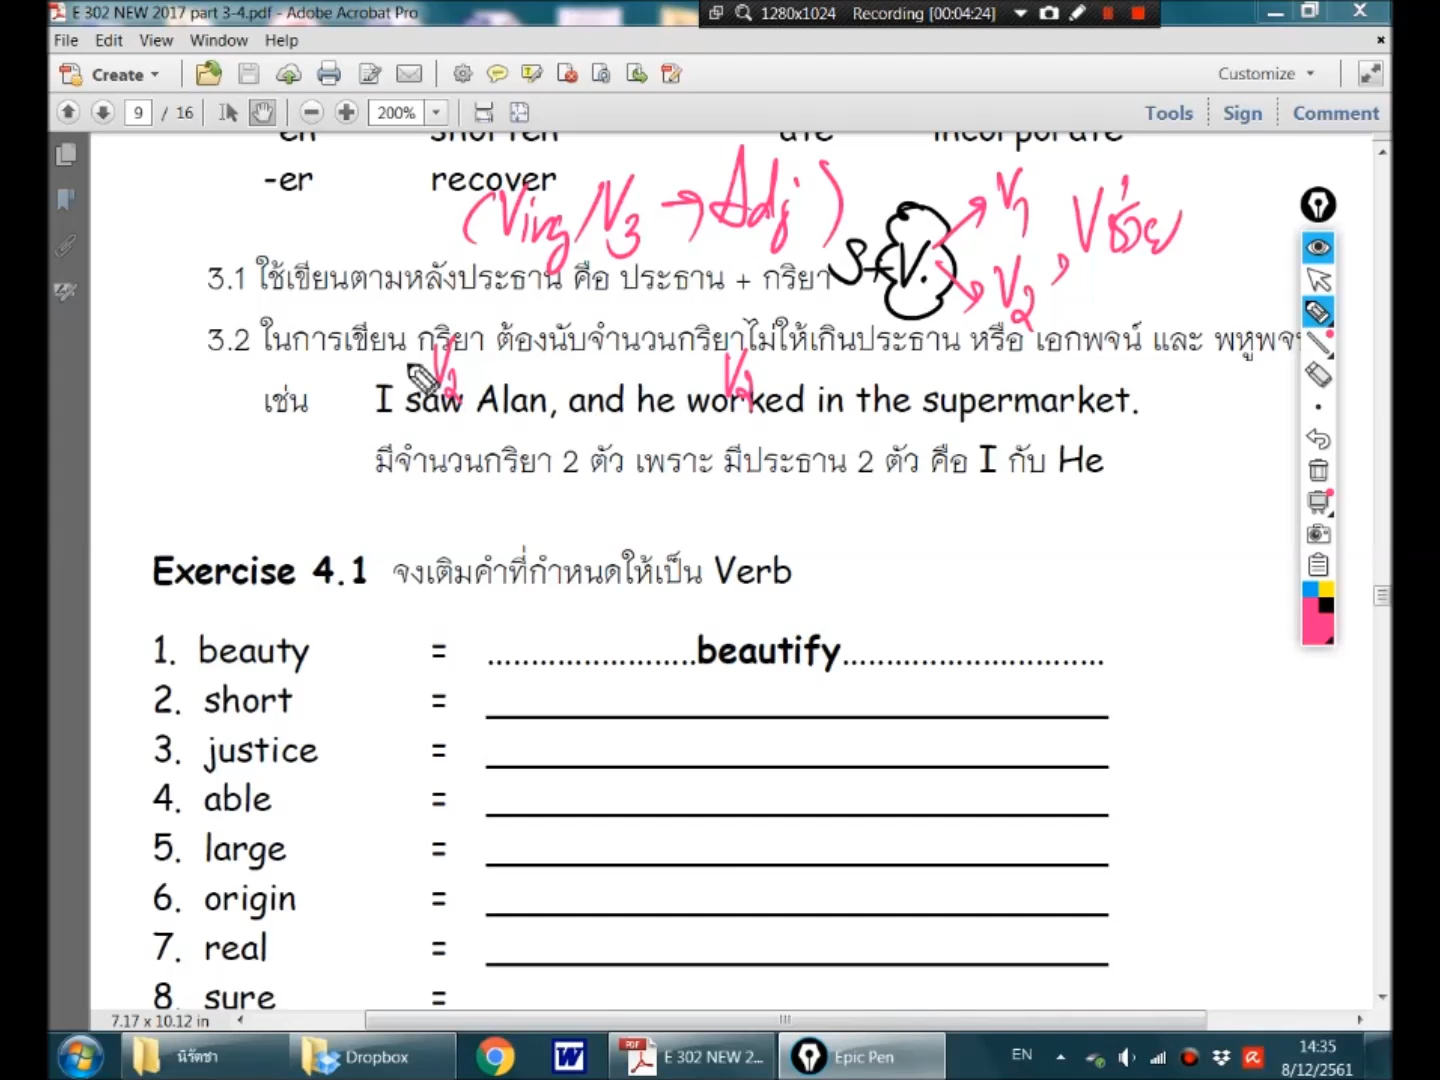 E 302 NEW 2017 part 3-4.pdf - Adobe Acrobat Pro
1280x1024 Recording [00:04:24]
File Edit View Window Help
Create Customize
9 / 16 200% Tools Sign Comment
-en shorten ate incorporate
-er recover
(Ving/V3 → Adj) V1
S+V. V2 , Vช่วย
3.1 ใช้เขียนตามหลังประธาน คือ ประธาน + กริยา
3.2 ในการเขียน กริยา ต้องนับจำนวนกริยาไม่ให้เกินประธาน หรือ เอกพจน์ และ พหูพจ
V2 V2
เช่น I saw Alan, and he worked in the supermarket.
มีจำนวนกริยา 2 ตัว เพราะ มีประธาน 2 ตัว คือ I กับ He
Exercise 4.1 จงเติมคำที่กำหนดให้เป็น Verb
1. beauty = ........................beautify..............................
2. short =
3. justice =
4. able =
5. large =
6. origin =
7. real =
8. sure =
7.17 x 10.12 in
นิรัตชา Dropbox E 302 NEW 2... Epic Pen EN 14:35
8/12/2561